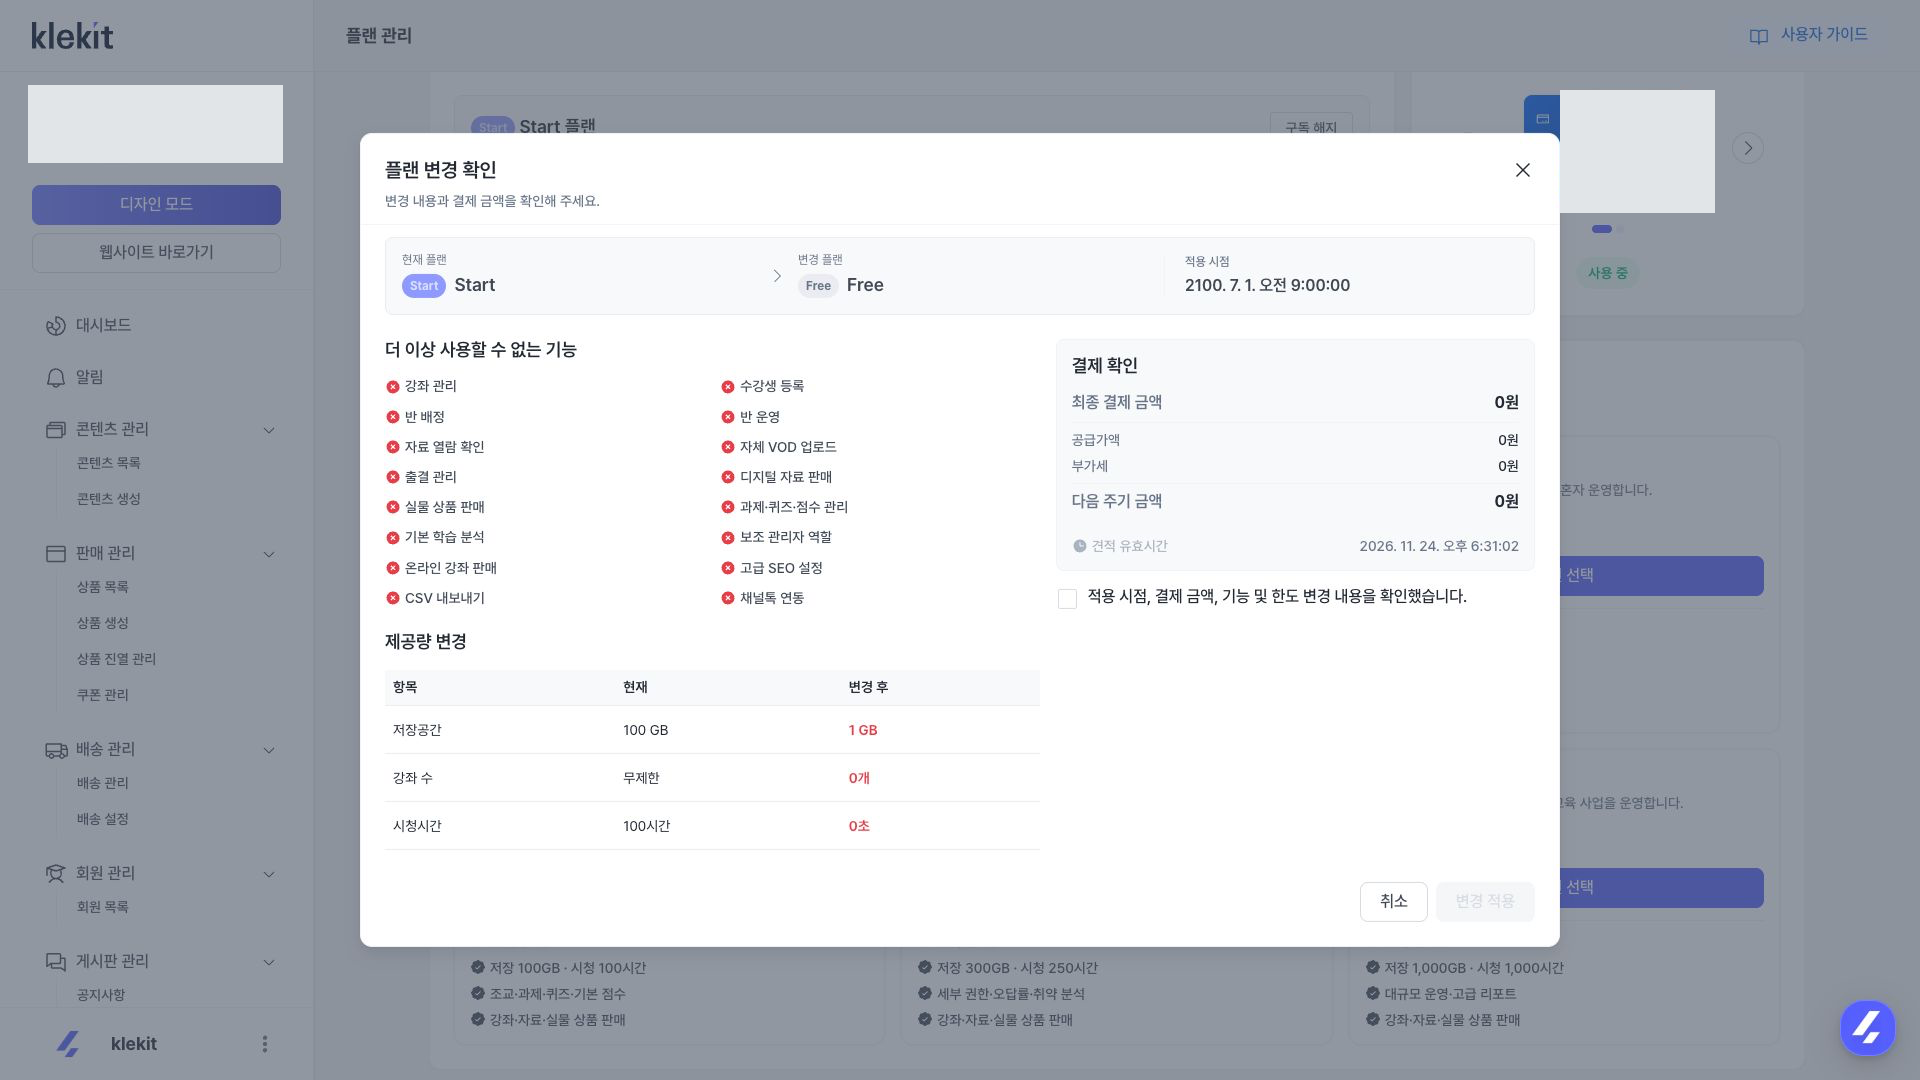 klekit
플랜 관리
사용자 가이드
디자인 모드
웹사이트 바로가기
대시보드
알림
콘텐츠 관리
콘텐츠 목록
콘텐츠 생성
판매 관리
상품 목록
상품 생성
상품 진열 관리
쿠폰 관리
배송 관리
배송 관리
배송 설정
회원 관리
회원 목록
게시판 관리
공지사항
klekit
Start Start 플랜
구독 해지
사용 중
플랜 변경 확인
변경 내용과 결제 금액을 확인해 주세요.
현재 플랜
Start Start
변경 플랜
Free Free
적용 시점
2100. 7. 1. 오전 9:00:00
더 이상 사용할 수 없는 기능
강좌 관리
수강생 등록
반 배정
반 운영
자료 열람 확인
자체 VOD 업로드
출결 관리
디지털 자료 판매
실물 상품 판매
과제·퀴즈·점수 관리
기본 학습 분석
보조 관리자 역할
온라인 강좌 판매
고급 SEO 설정
CSV 내보내기
채널톡 연동
제공량 변경
항목 현재 변경 후
저장공간 100 GB 1 GB
강좌 수 무제한 0개
시청시간 100시간 0초
결제 확인
최종 결제 금액 0원
공급가액 0원
부가세 0원
다음 주기 금액 0원
견적 유효시간 2026. 11. 24. 오후 6:31:02
적용 시점, 결제 금액, 기능 및 한도 변경 내용을 확인했습니다.
취소
변경 적용
혼자 운영합니다.
선택
사업을 운영합니다.
선택
저장 100GB · 시청 100시간
조교·과제·퀴즈·기본 점수
강좌·자료·실물 상품 판매
저장 300GB · 시청 250시간
세부 권한·오답률·취약 분석
강좌·자료·실물 상품 판매
저장 1,000GB · 시청 1,000시간
대규모 운영·고급 리포트
강좌·자료·실물 상품 판매